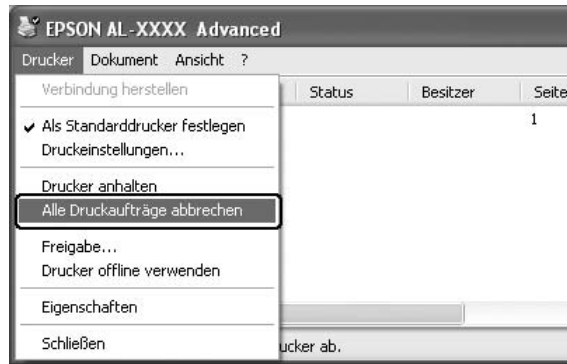 EPSON AL-XXXX Advanced
Drucker Dokument Ansicht ?
Verbindung herstellen
Status Besitzer Seite
✔ Als Standarddrucker festlegen
1
Druckeinstellungen...
Drucker anhalten
Alle Druckaufträge abbrechen
Freigabe...
Drucker offline verwenden
Eigenschaften
Schließen
ucker ab.